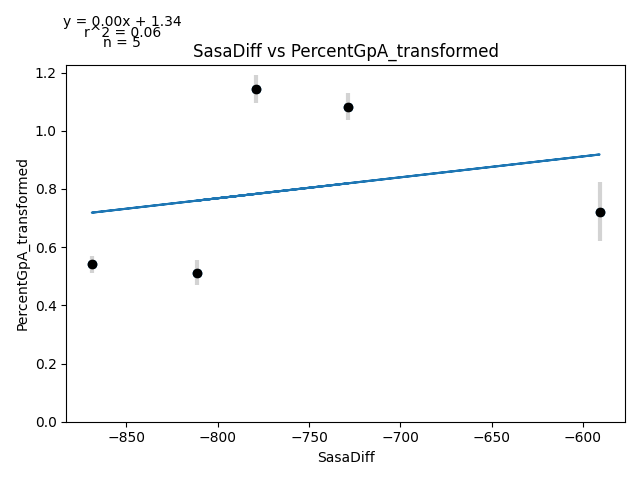 y = 0.00x + 1.34
r^2 = 0.06
n = 5
SasaDiff vs PercentGpA_transformed
1.2
1.0
0.8
0.6
0.4
0.2
0.0
PercentGpA_transformed
−850
−800
−750
−700
−650
−600
SasaDiff